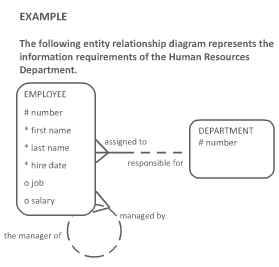 EXAMPLE
The following entity relationship diagram represents the
information requirements of the Human Resources
Department.
EMPLOYEE
# number
* first name
* last name
* hire date
o job
o salary
assigned to
responsible for
DEPARTMENT
# number
managed by
the manager of